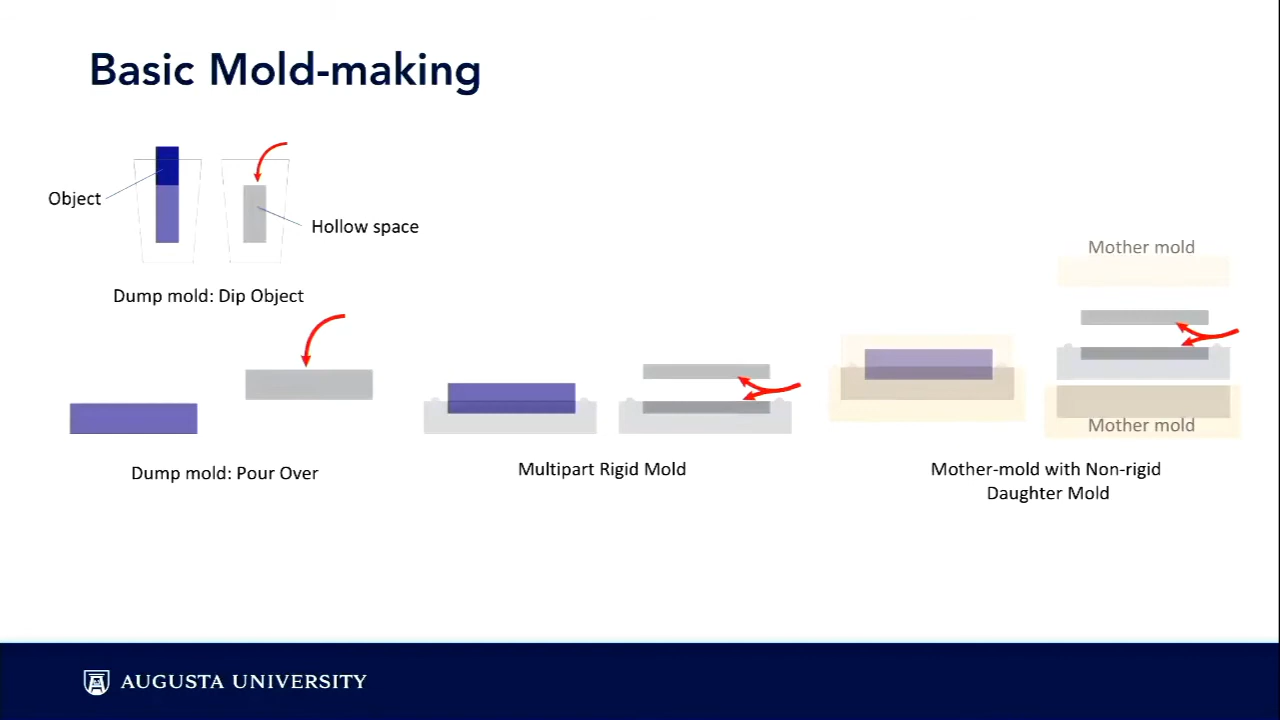 Basic Mold-making
Object
Hollow space
Dump mold: Dip Object
Dump mold: Pour Over
Multipart Rigid Mold
Mother mold
Mother mold
Mother-mold with Non-rigid
Daughter Mold
AUGUSTA UNIVERSITY